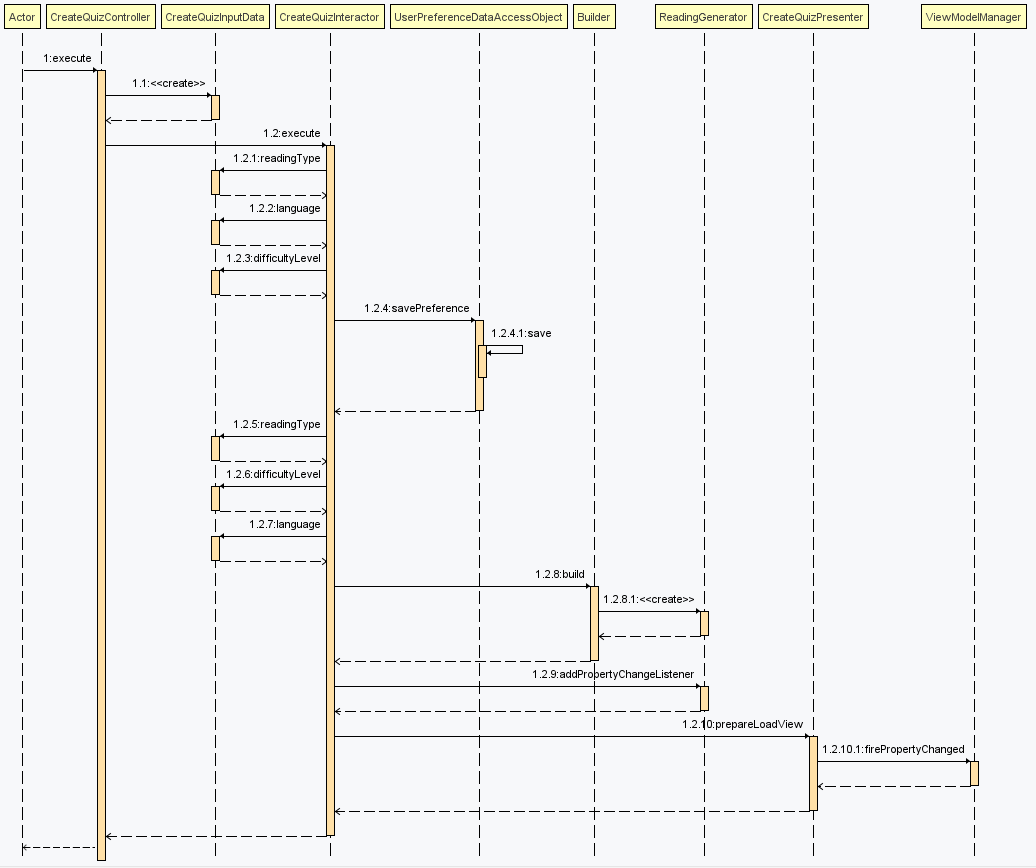 Actor
CreateQuizController
CreateQuizInputData
CreateQuizInteractor
UserPreferenceDataAccessObject
Builder
ReadingGenerator
CreateQuizPresenter
ViewModelManager
1:execute
1.1:<<create>>
1.2:execute
1.2.1:readingType
1.2.2:language
1.2.3:difficultyLevel
1.2.4:savePreference
1.2.4.1:save
1.2.5:readingType
1.2.6:difficultyLevel
1.2.7:language
1.2.8:build
1.2.8.1:<<create>>
1.2.9:addPropertyChangeListener
1.2.10:prepareLoadView
1.2.10.1:firePropertyChanged